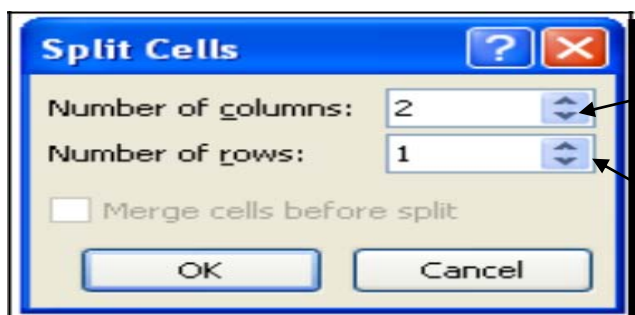 Split Cells ?
Number of columns: 2
Number of rows: 1
Merge cells before split
OK Cancel